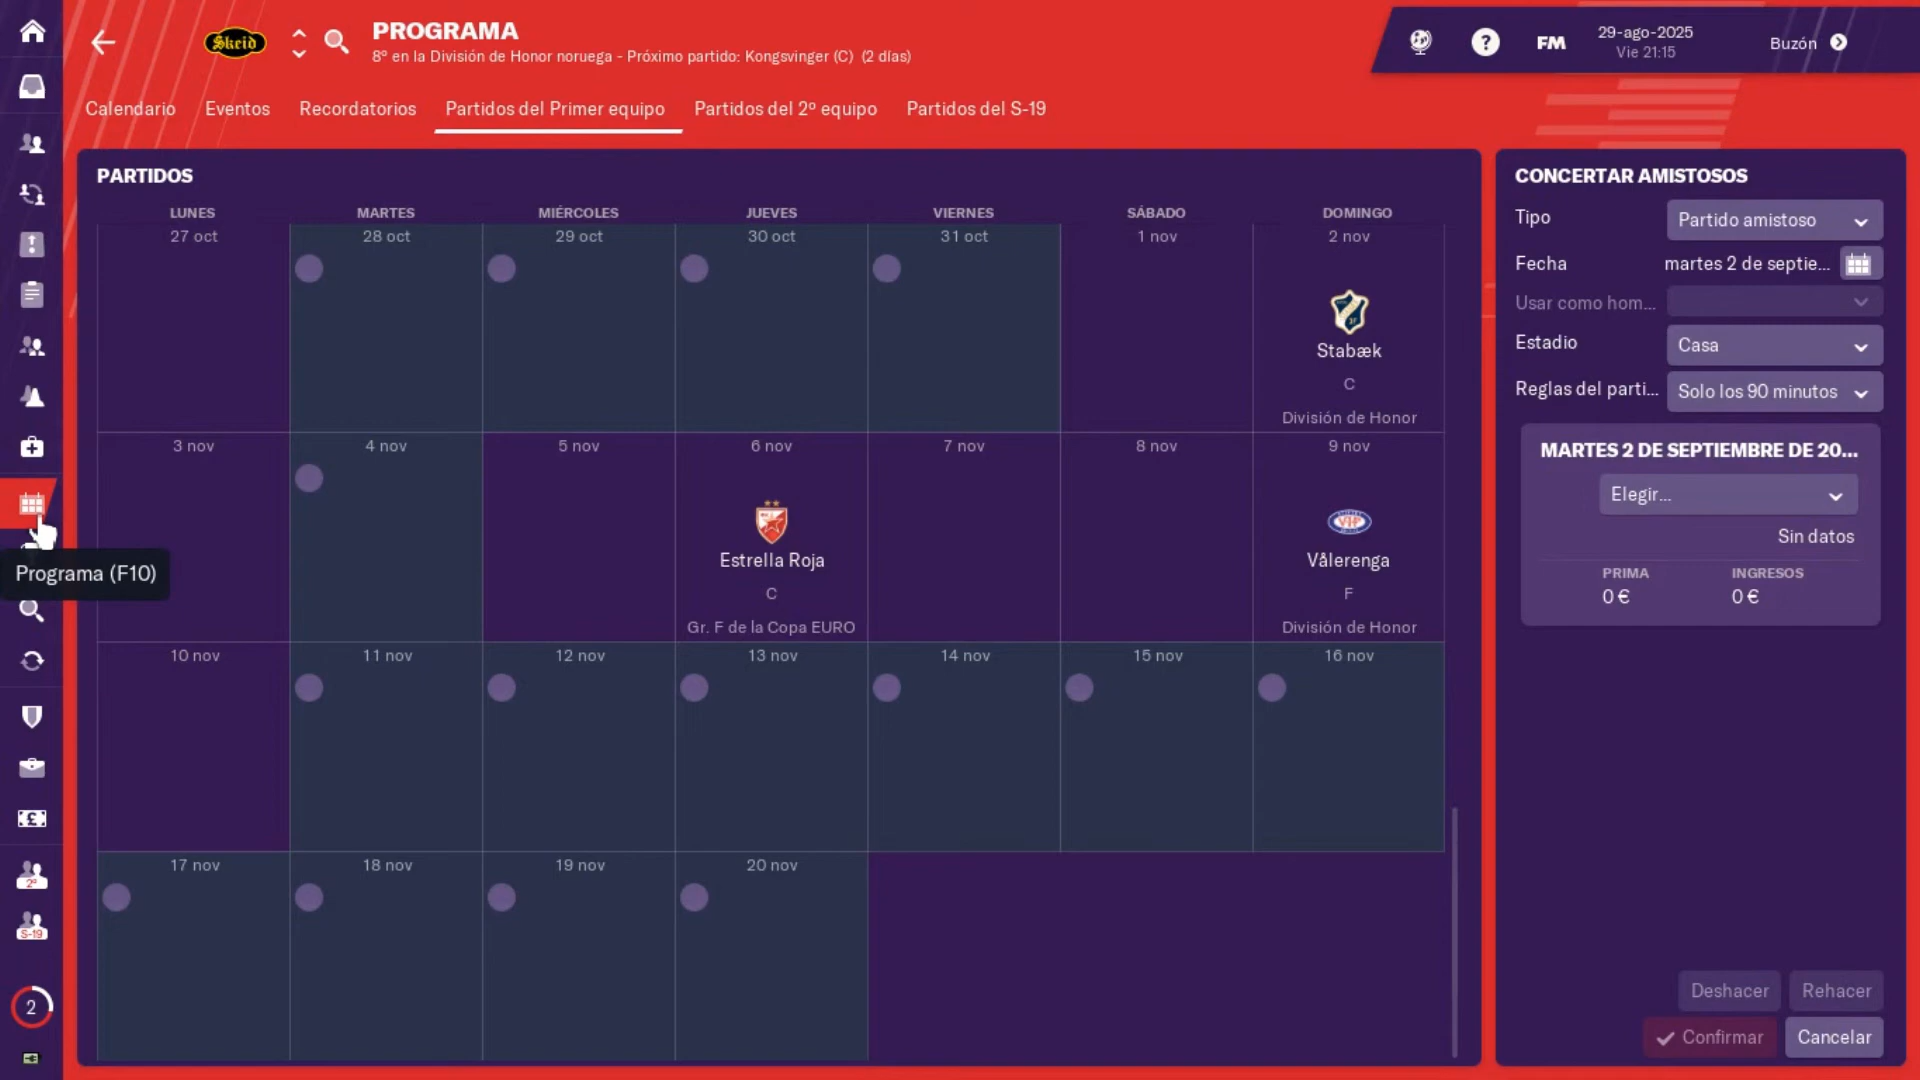 Skeid
PROGRAMA
8º en la División de Honor noruega - Próximo partido: Kongsvinger (C) (2 días)
FM
29-ago-2025
Vie 21:15
Buzón
Calendario
Eventos
Recordatorios
Partidos del Primer equipo
Partidos del 2º equipo
Partidos del S-19
PARTIDOS
LUNES MARTES MIÉRCOLES JUEVES VIERNES SÁBADO DOMINGO
27 oct 28 oct 29 oct 30 oct 31 oct 1 nov 2 nov
Stabæk
C
División de Honor
3 nov 4 nov 5 nov 6 nov 7 nov 8 nov 9 nov
Estrella Roja
C
Gr. F de la Copa EURO
VIF
Vålerenga
F
División de Honor
10 nov 11 nov 12 nov 13 nov 14 nov 15 nov 16 nov
17 nov 18 nov 19 nov 20 nov
Programa (F10)
2º
S-19
2
CONCERTAR AMISTOSOS
Tipo
Partido amistoso
Fecha
martes 2 de septie...
Usar como hom...
Estadio
Casa
Reglas del parti...
Solo los 90 minutos
MARTES 2 DE SEPTIEMBRE DE 20...
Elegir...
Sin datos
PRIMA INGRESOS
0 € 0 €
Deshacer
Rehacer
Confirmar
Cancelar